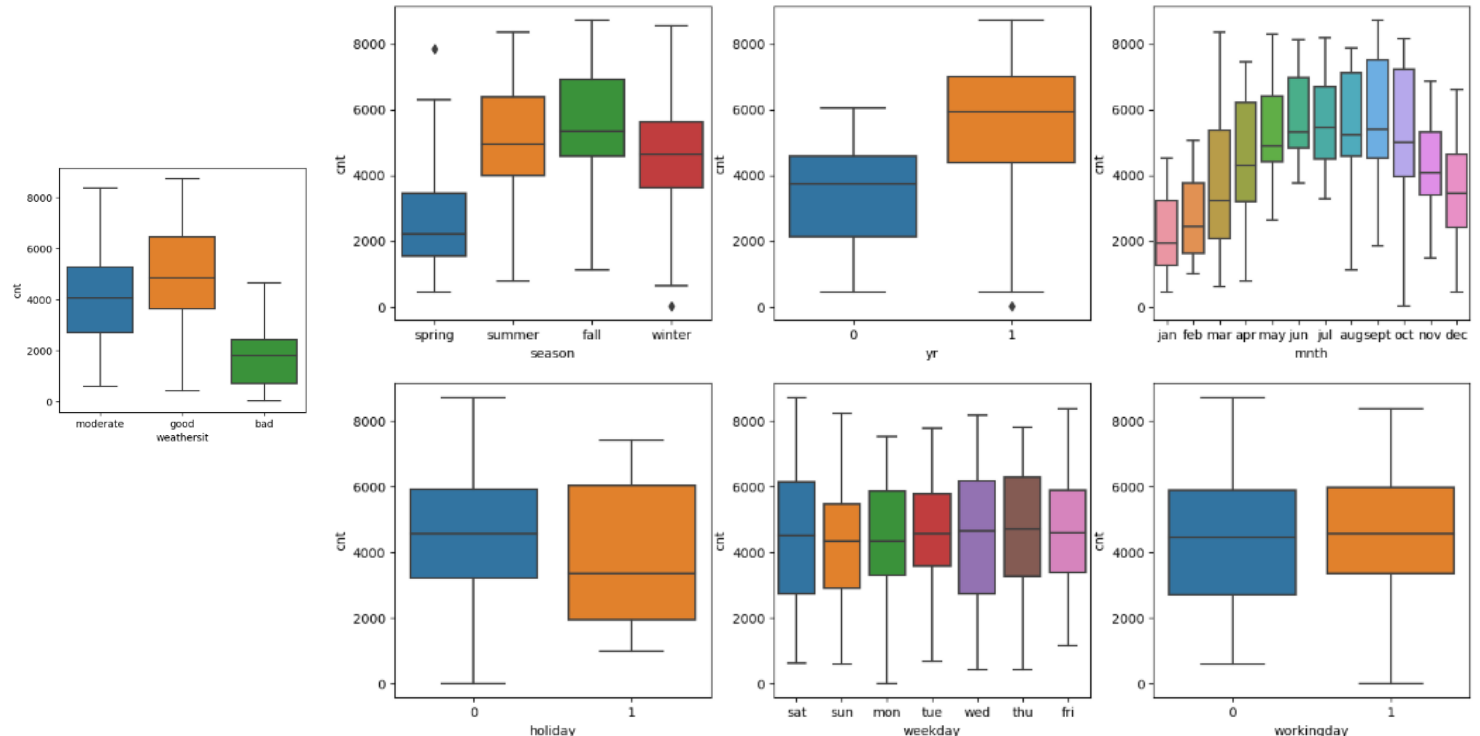 cnt
8000
6000
4000
2000
0
moderate good bad
weathersit
cnt
8000
6000
4000
2000
0
spring summer fall winter
season
cnt
8000
6000
4000
2000
0
0 1
yr
cnt
8000
6000
4000
2000
0
jan feb mar apr may jun jul aug sept oct nov dec
mnth
cnt
8000
6000
4000
2000
0
0 1
holiday
cnt
8000
6000
4000
2000
0
sat sun mon tue wed thu fri
weekday
cnt
8000
6000
4000
2000
0
0 1
workingday